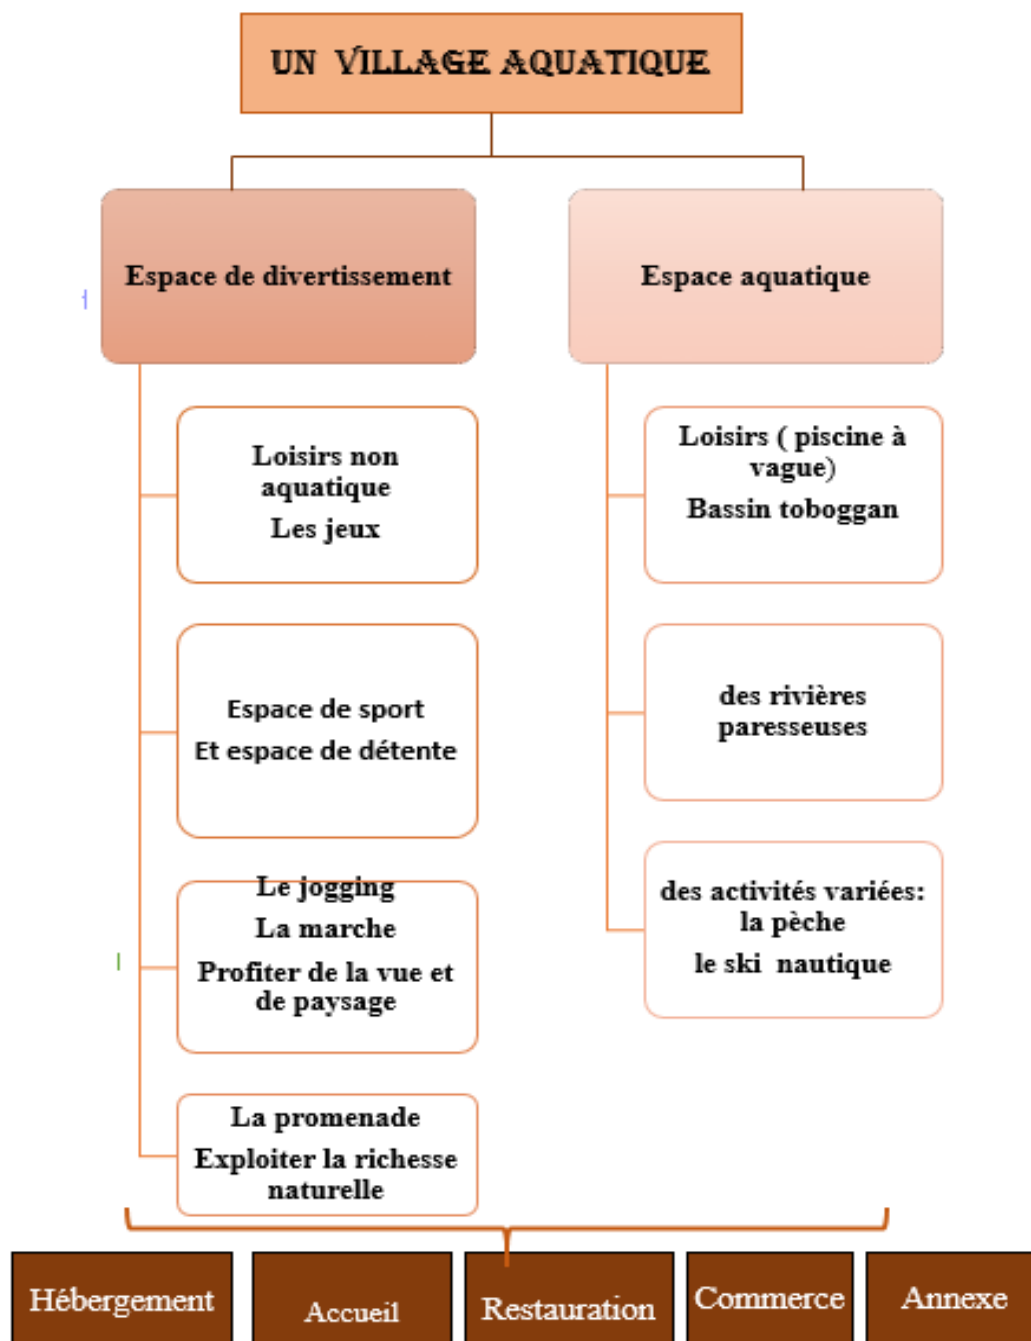 UN VILLAGE AQUATIQUE
Espace de divertissement
Loisirs non
aquatique
Les jeux
Espace de sport
Et espace de détente
Le jogging
La marche
Profiter de la vue et
de paysage
La promenade
Exploiter la richesse
naturelle
Espace aquatique
Loisirs ( piscine à
vague)
Bassin toboggan
des rivières
paresseuses
des activités variées:
la pèche
le ski nautique
Hébergement
Accueil
Restauration
Commerce
Annexe